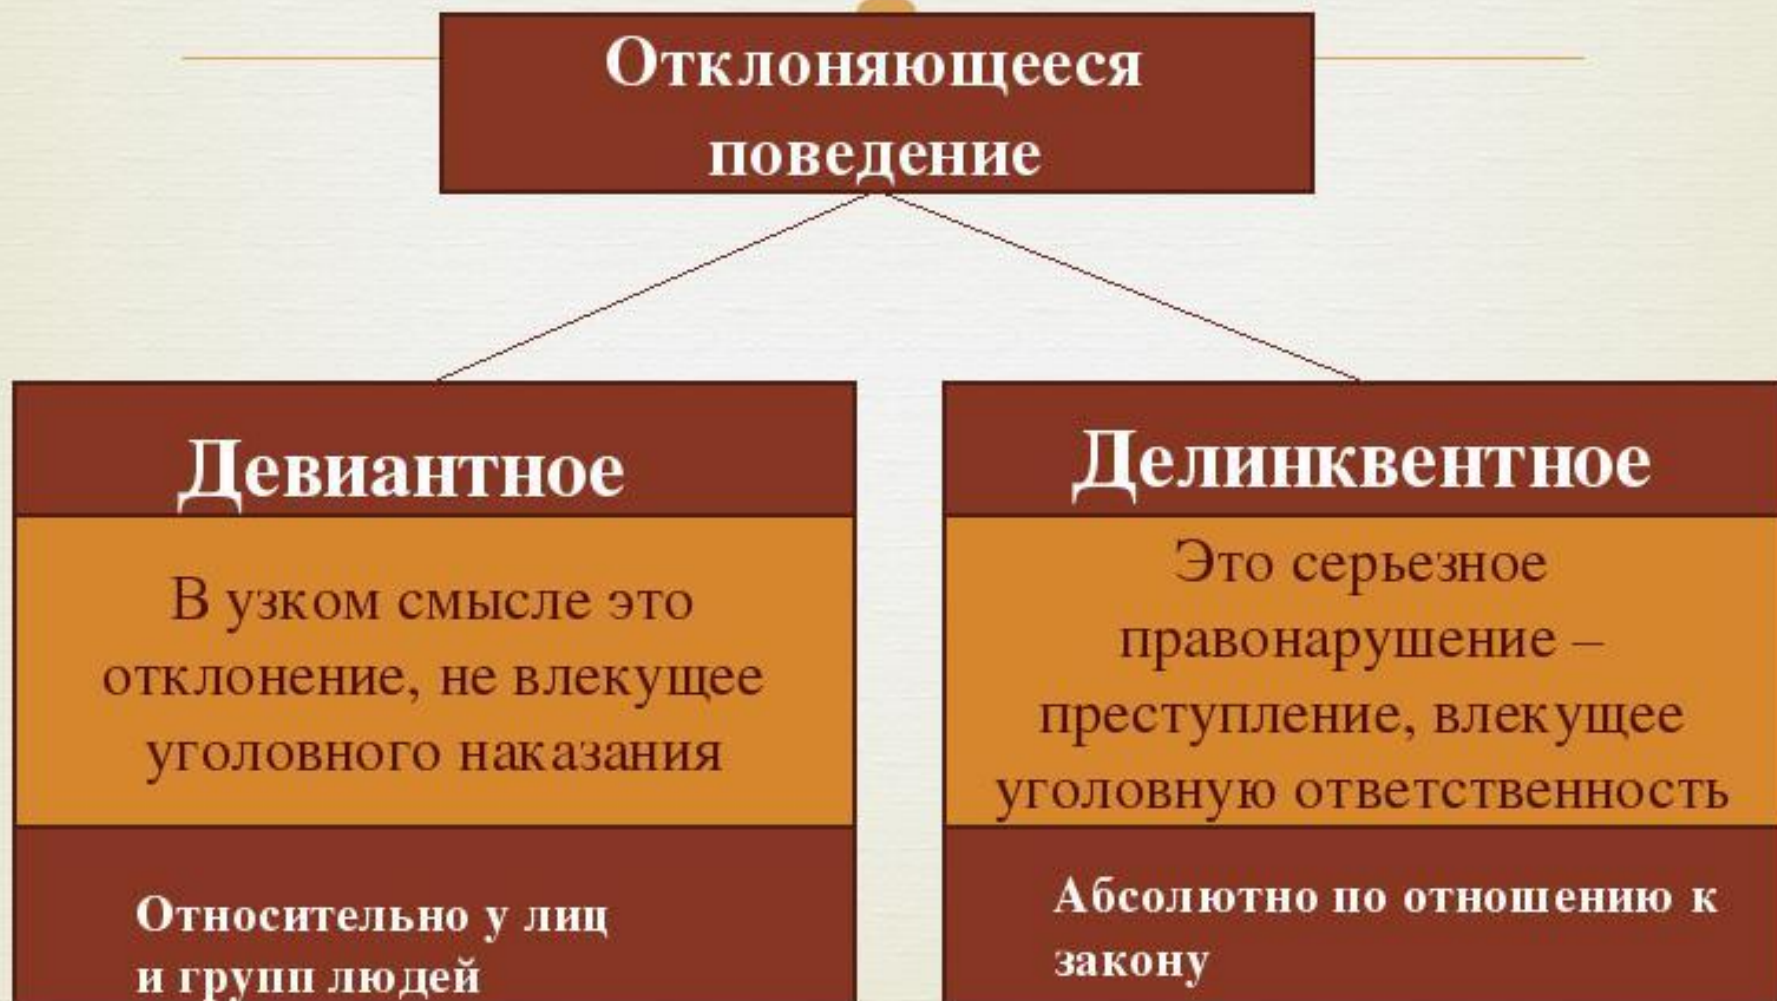 Отклоняющееся
поведение
Девиантное
В узком смысле это
отклонение, не влекущее
уголовного наказания
Относительно у лиц
и групп людей
Делинквентное
Это серьезное
правонарушение –
преступление, влекущее
уголовную ответственность
Абсолютно по отношению к
закону